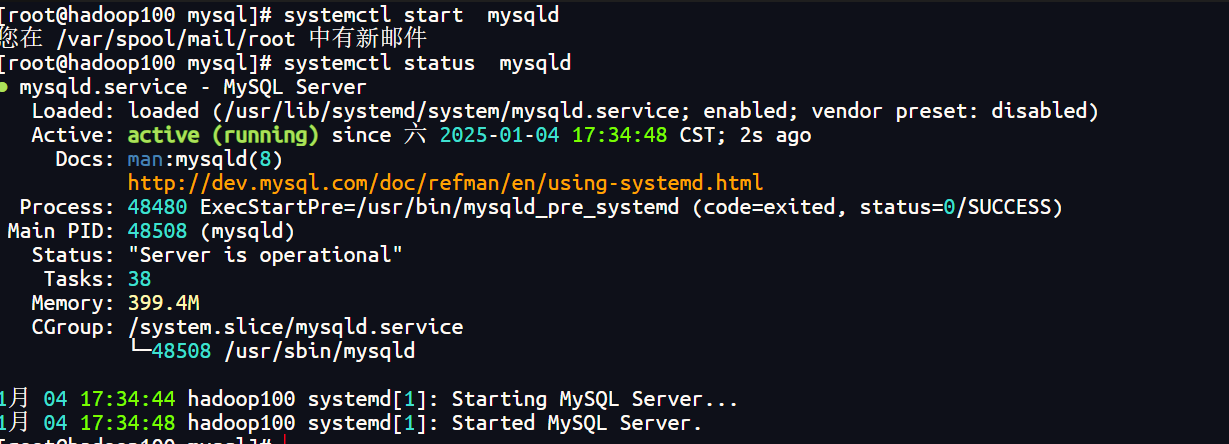 [root@hadoop100 mysql]# systemctl start  mysqld
您在 /var/spool/mail/root 中有新邮件
[root@hadoop100 mysql]# systemctl status  mysqld
● mysqld.service - MySQL Server
   Loaded: loaded (/usr/lib/systemd/system/mysqld.service; enabled; vendor preset: disabled)
   Active: active (running) since 六 2025-01-04 17:34:48 CST; 2s ago
     Docs: man:mysqld(8)
           http://dev.mysql.com/doc/refman/en/using-systemd.html
  Process: 48480 ExecStartPre=/usr/bin/mysqld_pre_systemd (code=exited, status=0/SUCCESS)
 Main PID: 48508 (mysqld)
   Status: "Server is operational"
    Tasks: 38
   Memory: 399.4M
   CGroup: /system.slice/mysqld.service
           └─48508 /usr/sbin/mysqld
1月 04 17:34:44 hadoop100 systemd[1]: Starting MySQL Server...
1月 04 17:34:48 hadoop100 systemd[1]: Started MySQL Server.
[root@hadoop100 mysql]#